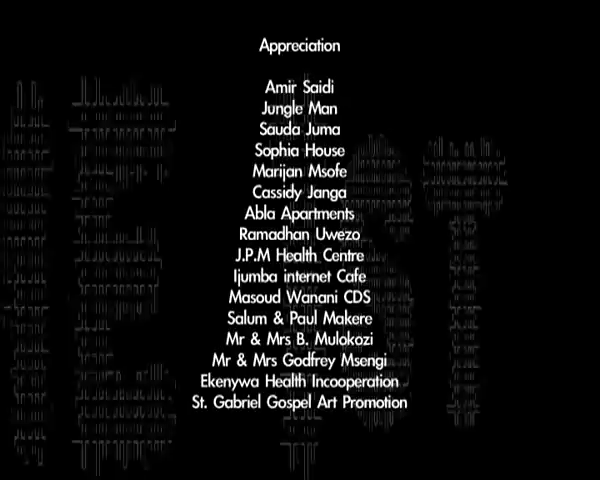 Appreciation
Amir Saidi
Jungle Man
Sauda Juma
Sophia House
Marijan Msofe
Cassidy Janga
Abla Apartments
Ramadhan Uwezo
J.P.M Health Centre
Ijumba internet Cafe
Masoud Wanani CDS
Salum & Paul Makere
Mr & Mrs B. Mulokozi
Mr & Mrs Godfrey Msengi
Ekenywa Health Incooperation
St. Gabriel Gospel Art Promotion